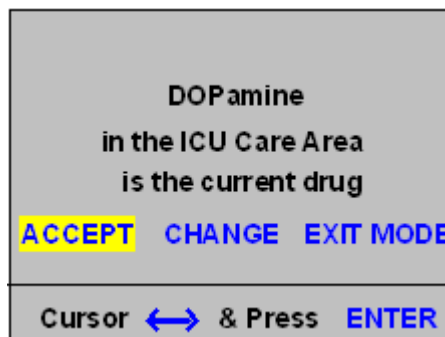 DOPamine
in the ICU Care Area
is the current drug
ACCEPT CHANGE EXIT MODE
Cursor ↔ & Press ENTER